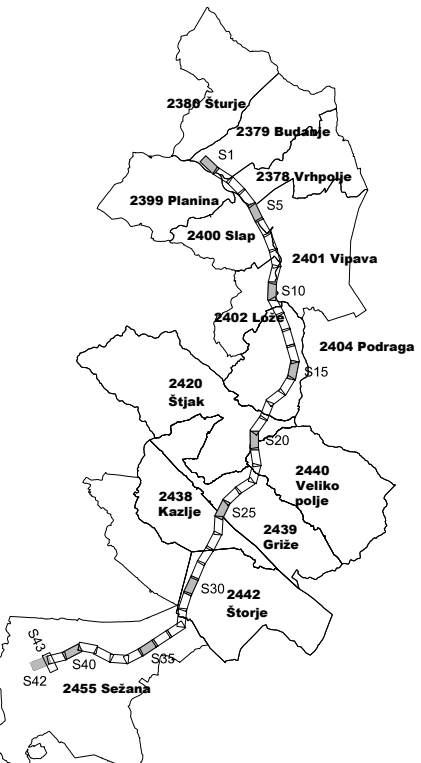 2380 Šturje
2379 Budanje
S1
2378 Vrhpolje
2399 Planina
S5
2400 Slap
2401 Vipava
S10
2402 Lože
2404 Podraga
S15
2420
Štjak
S20
2440
Veliko
polje
2438
Kazlje
S25
2439
Griže
S30
2442
Štorje
S43
S35
S40
S42
2455 Sežana